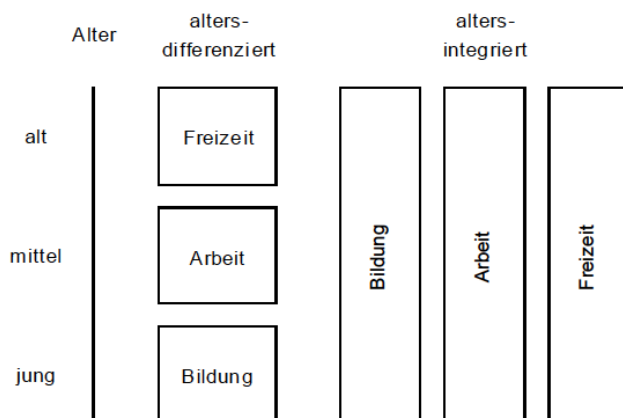 Alter
alters-
differenziert
alters-
integriert
alt
Freizeit
mittel
Arbeit
jung
Bildung
Bildung
Arbeit
Freizeit